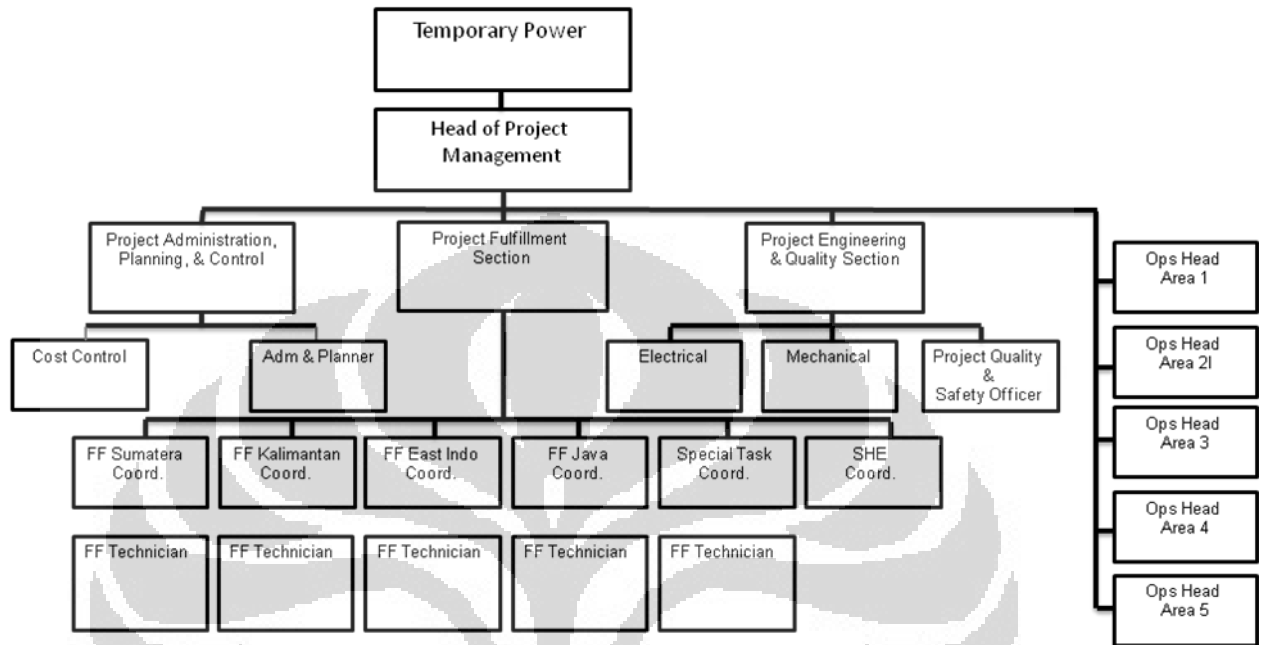 Temporary Power
Head of Project
Management
Project Administration,
Planning, & Control
Project Fulfillment
Section
Project Engineering
& Quality Section
Ops Head
Area 1
Ops Head
Area 2I
Ops Head
Area 3
Ops Head
Area 4
Ops Head
Area 5
Cost Control
Adm & Planner
Electrical
Mechanical
Project Quality
&
Safety Officer
FF Sumatera
Coord.
FF Kalimantan
Coord.
FF East Indo
Coord.
FF Java
Coord.
Special Task
Coord.
SHE
Coord.
FF Technician
FF Technician
FF Technician
FF Technician
FF Technician